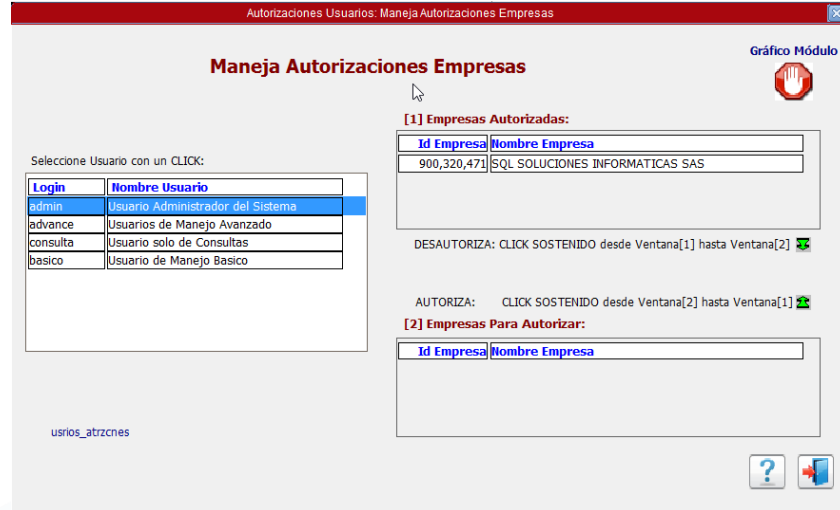 Autorizaciones Usuarios: Maneja Autorizaciones Empresas
Gráfico Módulo
Maneja Autorizaciones Empresas
[1] Empresas Autorizadas:
Id Empresa Nombre Empresa
900,320,471 SQL SOLUCIONES INFORMATICAS SAS
Seleccione Usuario con un CLICK:
Login Nombre Usuario
admin Usuario Administrador del Sistema
advance Usuarios de Manejo Avanzado
consulta Usuario solo de Consultas
basico Usuario de Manejo Basico
DESAUTORIZA: CLICK SOSTENIDO desde Ventana[1] hasta Ventana[2]
AUTORIZA: CLICK SOSTENIDO desde Ventana[2] hasta Ventana[1]
[2] Empresas Para Autorizar:
Id Empresa Nombre Empresa
usrios_atrzcnes